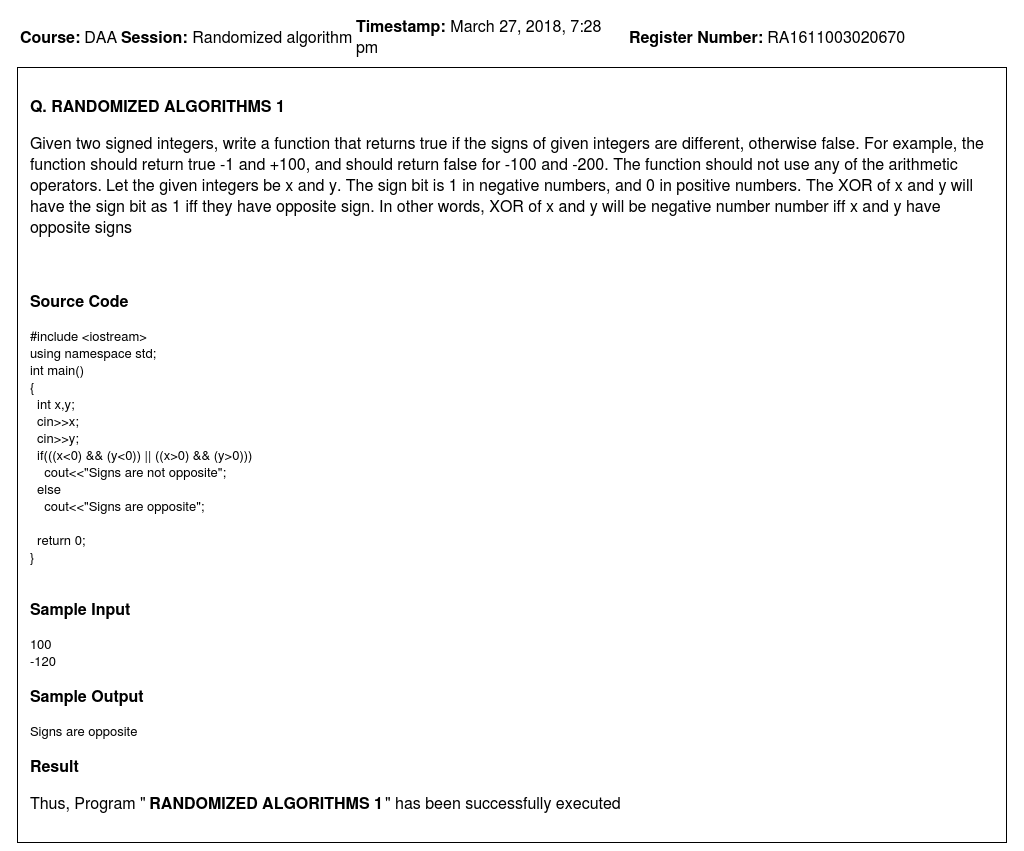 Course: DAA Session: Randomized algorithm Timestamp: March 27, 2018, 7:28 pm Register Number: RA1611003020670
Q. RANDOMIZED ALGORITHMS 1
Given two signed integers, write a function that returns true if the signs of given integers are different, otherwise false. For example, the
function should return true -1 and +100, and should return false for -100 and -200. The function should not use any of the arithmetic
operators. Let the given integers be x and y. The sign bit is 1 in negative numbers, and 0 in positive numbers. The XOR of x and y will
have the sign bit as 1 iff they have opposite sign. In other words, XOR of x and y will be negative number number iff x and y have
opposite signs
Source Code
#include <iostream>
using namespace std;
int main()
{
  int x,y;
  cin>>x;
  cin>>y;
  if(((x<0) && (y<0)) || ((x>0) && (y>0)))
    cout<<"Signs are not opposite";
  else
    cout<<"Signs are opposite";
  return 0;
}
Sample Input
100
-120
Sample Output
Signs are opposite
Result
Thus, Program " RANDOMIZED ALGORITHMS 1" has been successfully executed